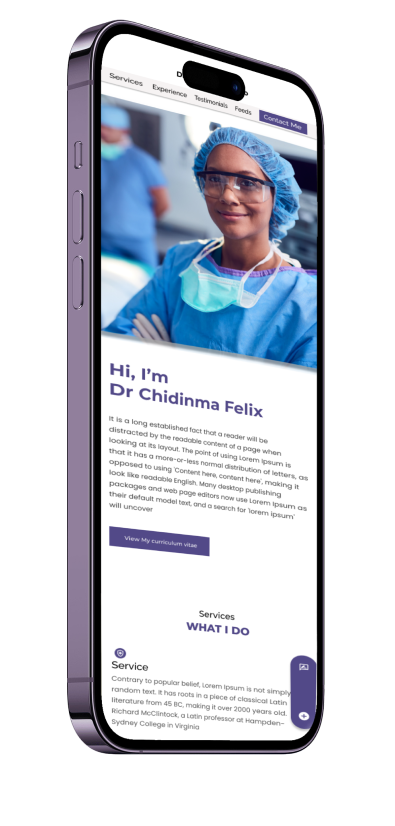 Services Experience Testimonials Feeds Contact Me
Hi, I'm
Dr Chidinma Felix
It is a long established fact that a reader will be
distracted by the readable content of a page when
looking at its layout. The point of using Lorem Ipsum is
that it has a more-or-less normal distribution of letters, as
opposed to using 'Content here, content here', making it
look like readable English. Many desktop publishing
packages and web page editors now use Lorem Ipsum as
their default model text, and a search for 'lorem ipsum'
will uncover
View My curriculum vitae
Services
WHAT I DO
Service
Contrary to popular belief, Lorem Ipsum is not simply
random text. It has roots in a piece of classical Latin
literature from 45 BC, making it over 2000 years old.
Richard McClintock, a Latin professor at Hampden-
Sydney College in Virginia